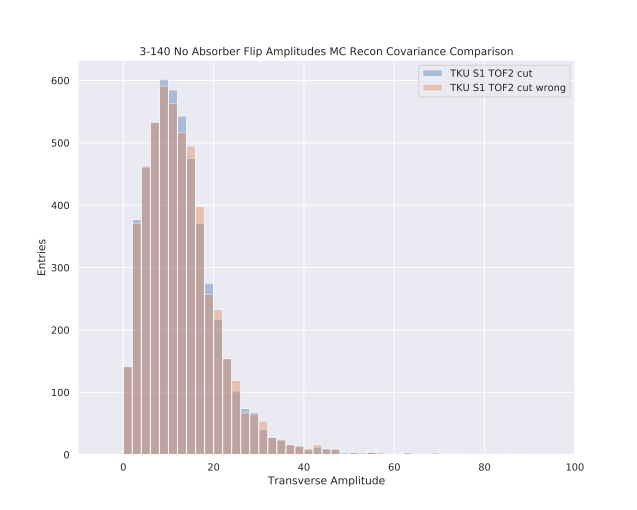 3-140 No Absorber Flip Amplitudes MC Recon Covariance Comparison
TKU S1 TOF2 cut
TKU S1 TOF2 cut wrong
Entries
600
500
400
300
200
100
0
0 20 40 60 80 100
Transverse Amplitude